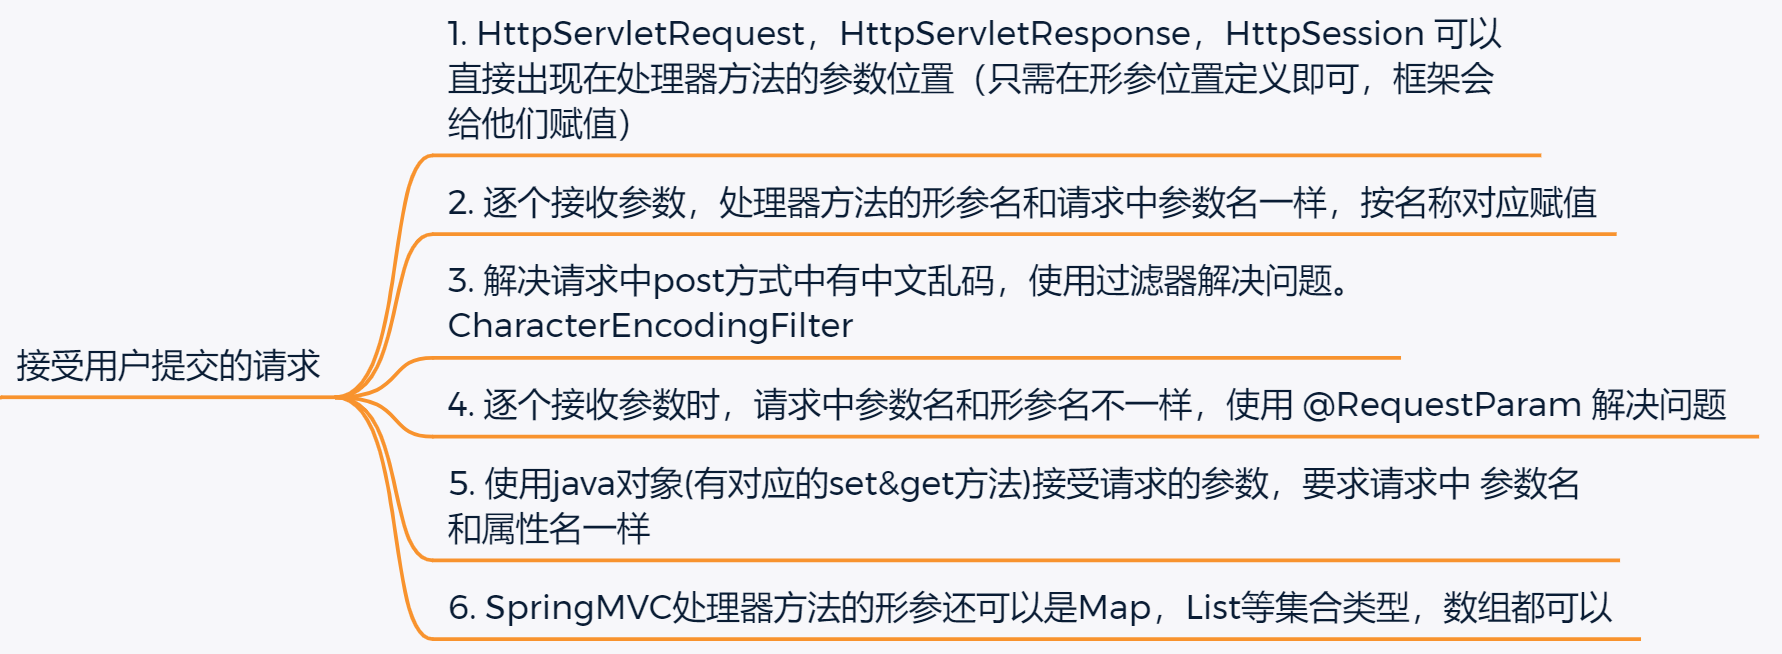 1. HttpServletRequest，HttpServletResponse，HttpSession 可以
直接出现在处理器方法的参数位置（只需在形参位置定义即可，框架会
给他们赋值）
2. 逐个接收参数，处理器方法的形参名和请求中参数名一样，按名称对应赋值
3. 解决请求中post方式中有中文乱码，使用过滤器解决问题。
CharacterEncodingFilter
接受用户提交的请求
4. 逐个接收参数时，请求中参数名和形参名不一样，使用 @RequestParam 解决问题
5. 使用java对象(有对应的set&get方法)接受请求的参数，要求请求中 参数名
和属性名一样
6. SpringMVC处理器方法的形参还可以是Map，List等集合类型，数组都可以